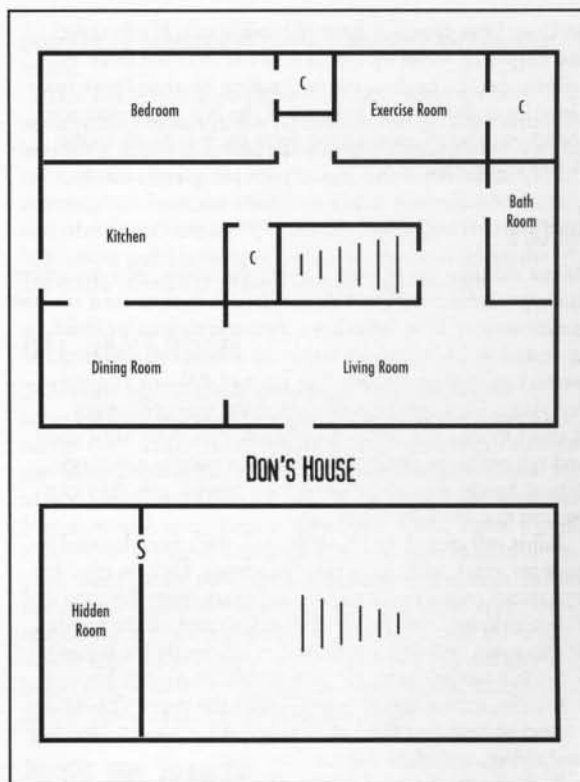 C
Bedroom
Exercise Room
C
Bath
Room
Kitchen
C
Dining Room
Living Room
DON'S HOUSE
S
Hidden
Room